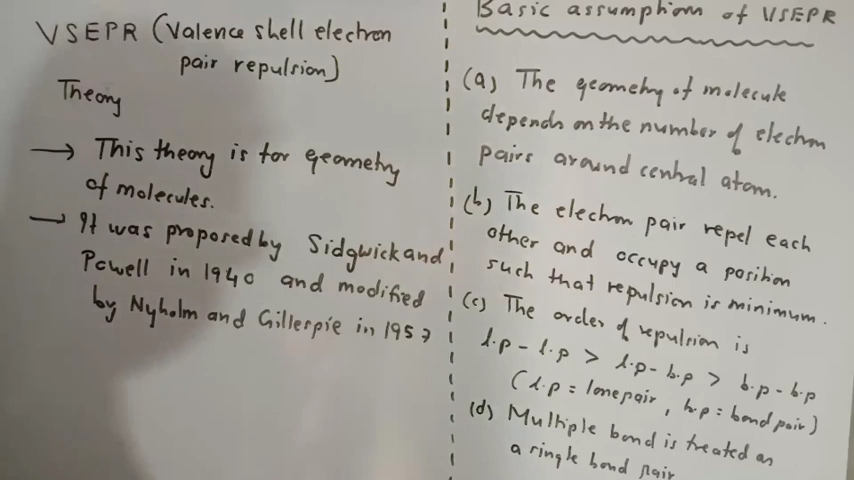 VSEPR (Valence shell electron
pair repulsion)
Theory
→ This theory is for geometry
of molecules.
→ It was proposed by Sidgwick and
Powell in 1940 and modified
by Nyholm and Gillespie in 1957
Basic assumption of VSEPR
(a) The geometry of molecule
depends on the number of electron
pairs around central atom.
(b) The electron pair repel each
other and occupy a position
such that repulsion is minimum.
(c) The order of repulsion is
l.p - l.p > l.p - b.p > b.p - b.p
(l.p = lone pair, b.p = bond pair)
(d) Multiple bond is treated as
a single bond pair